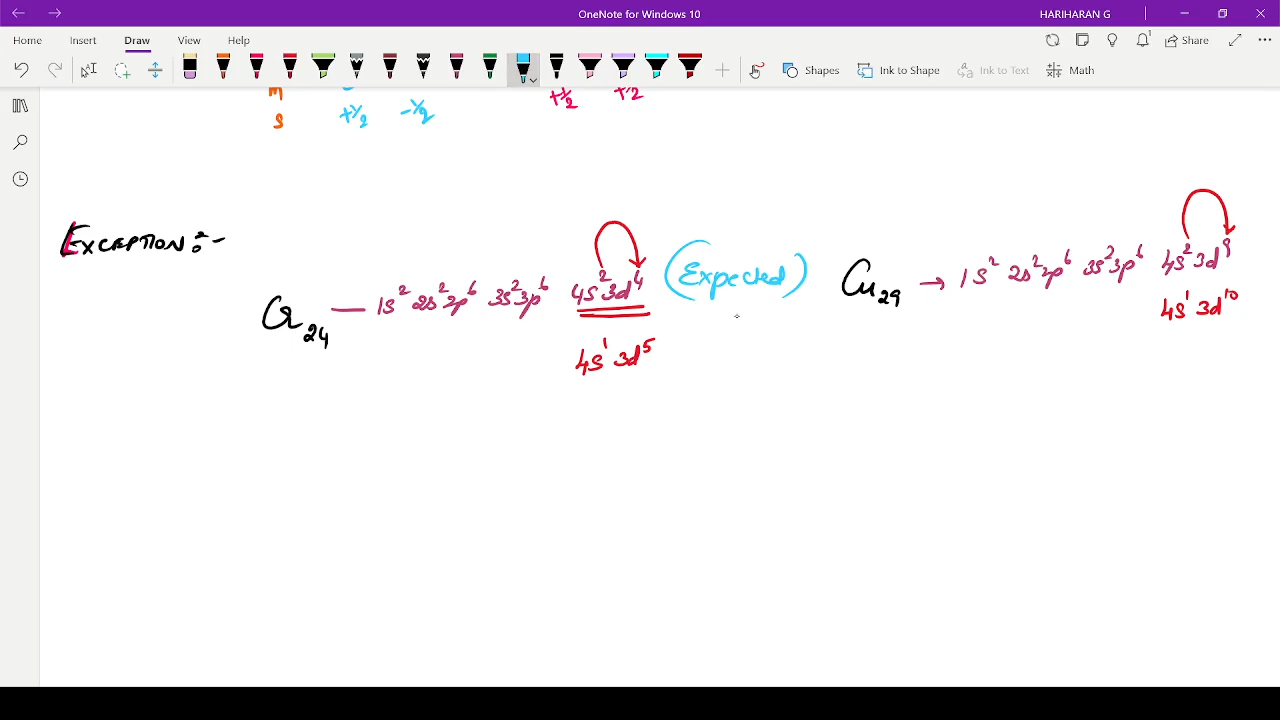 OneNote for Windows 10
HARIHARAN G
Home Insert Draw View Help
Share
Shapes
Ink to Shape
Ink to Text
Math
m
s
+1/2 -1/2
+1/2 +1/2
EXCEPTION:-
Cr₂₄ — 1s² 2s² 2p⁶ 3s² 3p⁶ 4s² 3d⁴ (Expected)
4s¹ 3d⁵
Cu₂₉ → 1s² 2s² 2p⁶ 3s² 3p⁶ 4s² 3d⁹
4s¹ 3d¹⁰